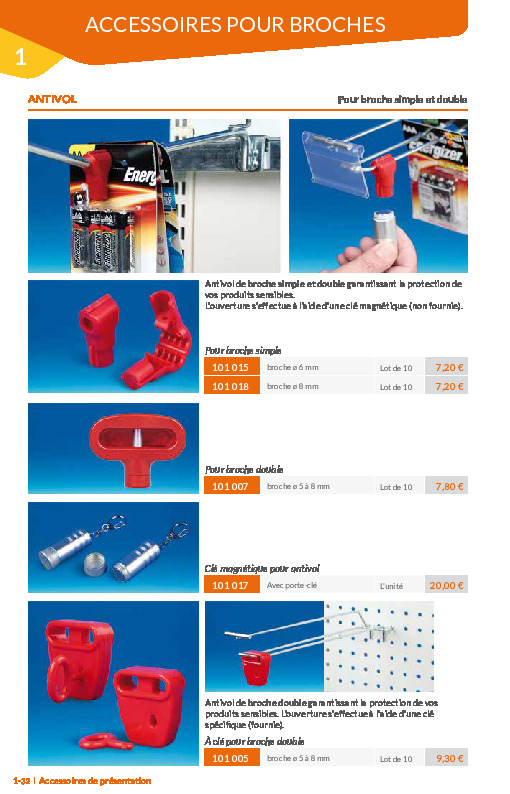 ACCESSOIRES POUR BROCHES
1
ANTIVOL
Pour broche simple et double
AA
Energ
Energizer
energizer.
Antivol de broche simple et double garantissant la protection de
vos produits sensibles.
L'ouverture s'effectue à l'aide d'une clé magnétique (non fournie).
Pour broche simple
101 015 broche ø 6 mm Lot de 10 7,20 €
101 018 broche ø 8 mm Lot de 10 7,20 €
Pour broche double
101 007 broche ø 5 à 8 mm Lot de 10 7,80 €
Clé magnétique pour antivol
101 017 Avec porte-clé L'unité 20,00 €
Antivol de broche double garantissant la protection de vos
produits sensibles. L'ouverture s'effectue à l'aide d'une clé
spécifique (fournie).
À clé pour broche double
101 005 broche ø 5 à 8 mm Lot de 10 9,30 €
1-32 | Accessoires de présentation